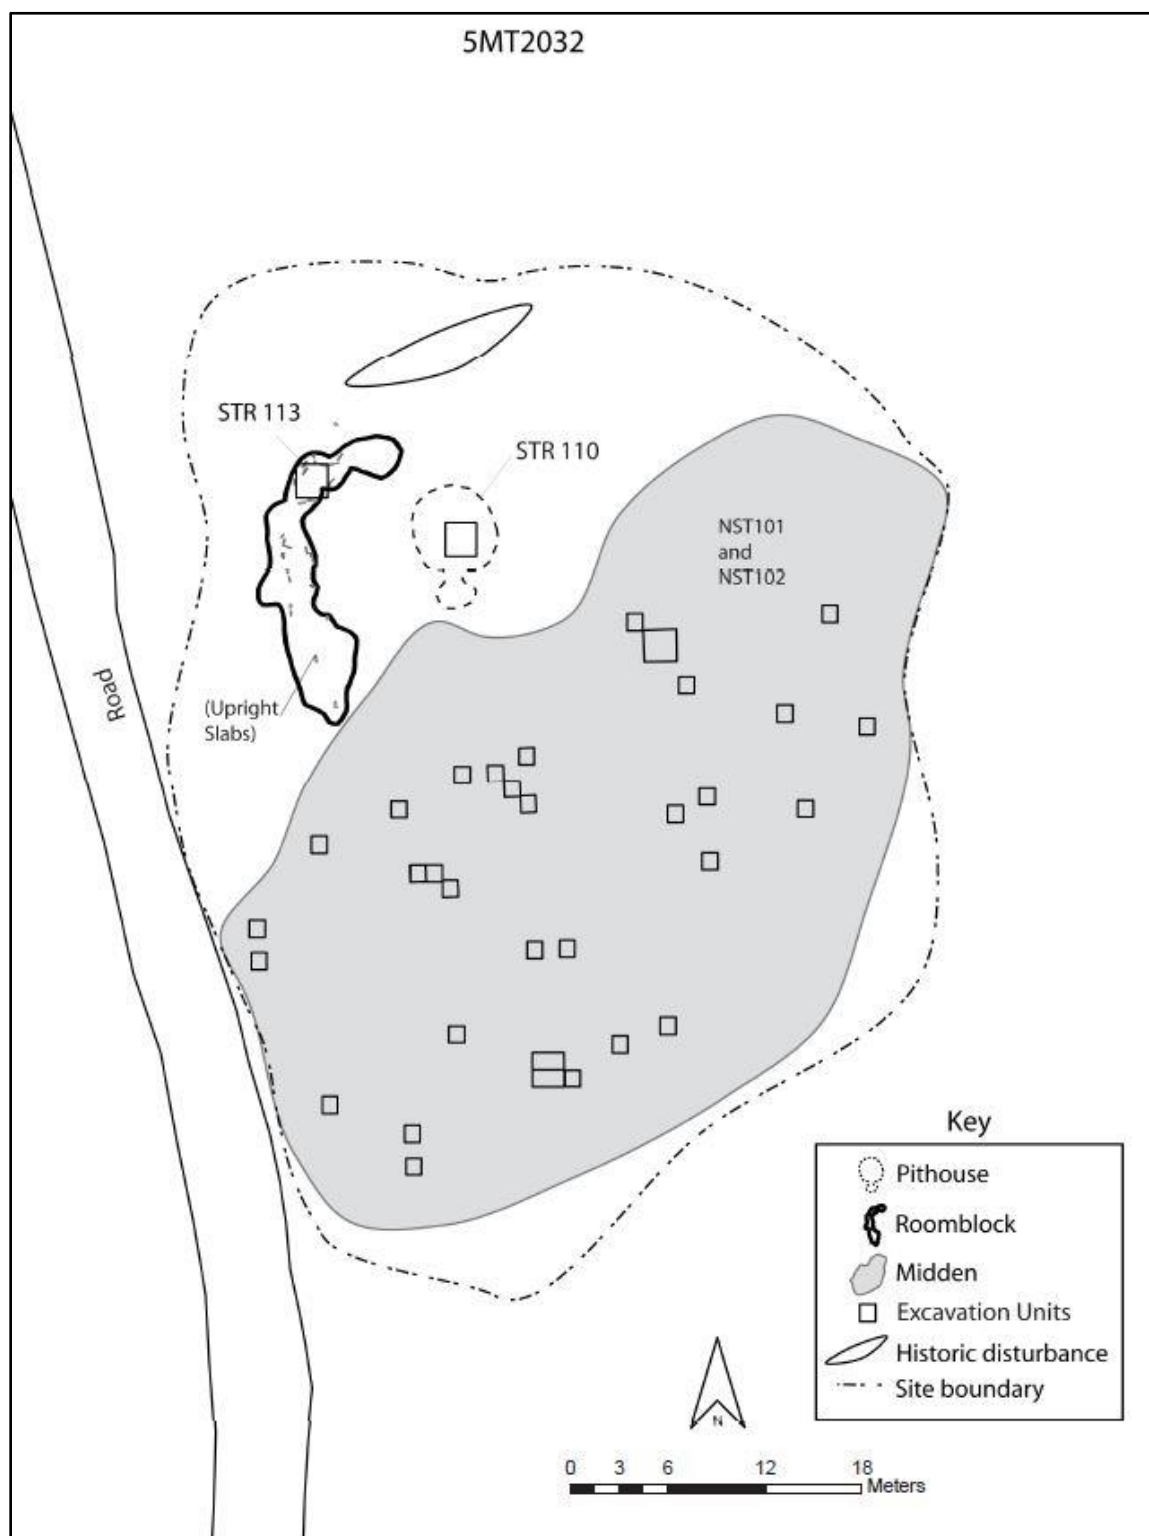 5MT2032
STR 113
STR 110
NST101
and
NST102
(Upright
Slabs)
Road
Key
Pithouse
Roomblock
Midden
Excavation Units
Historic disturbance
Site boundary
N
0 3 6 12 18
Meters